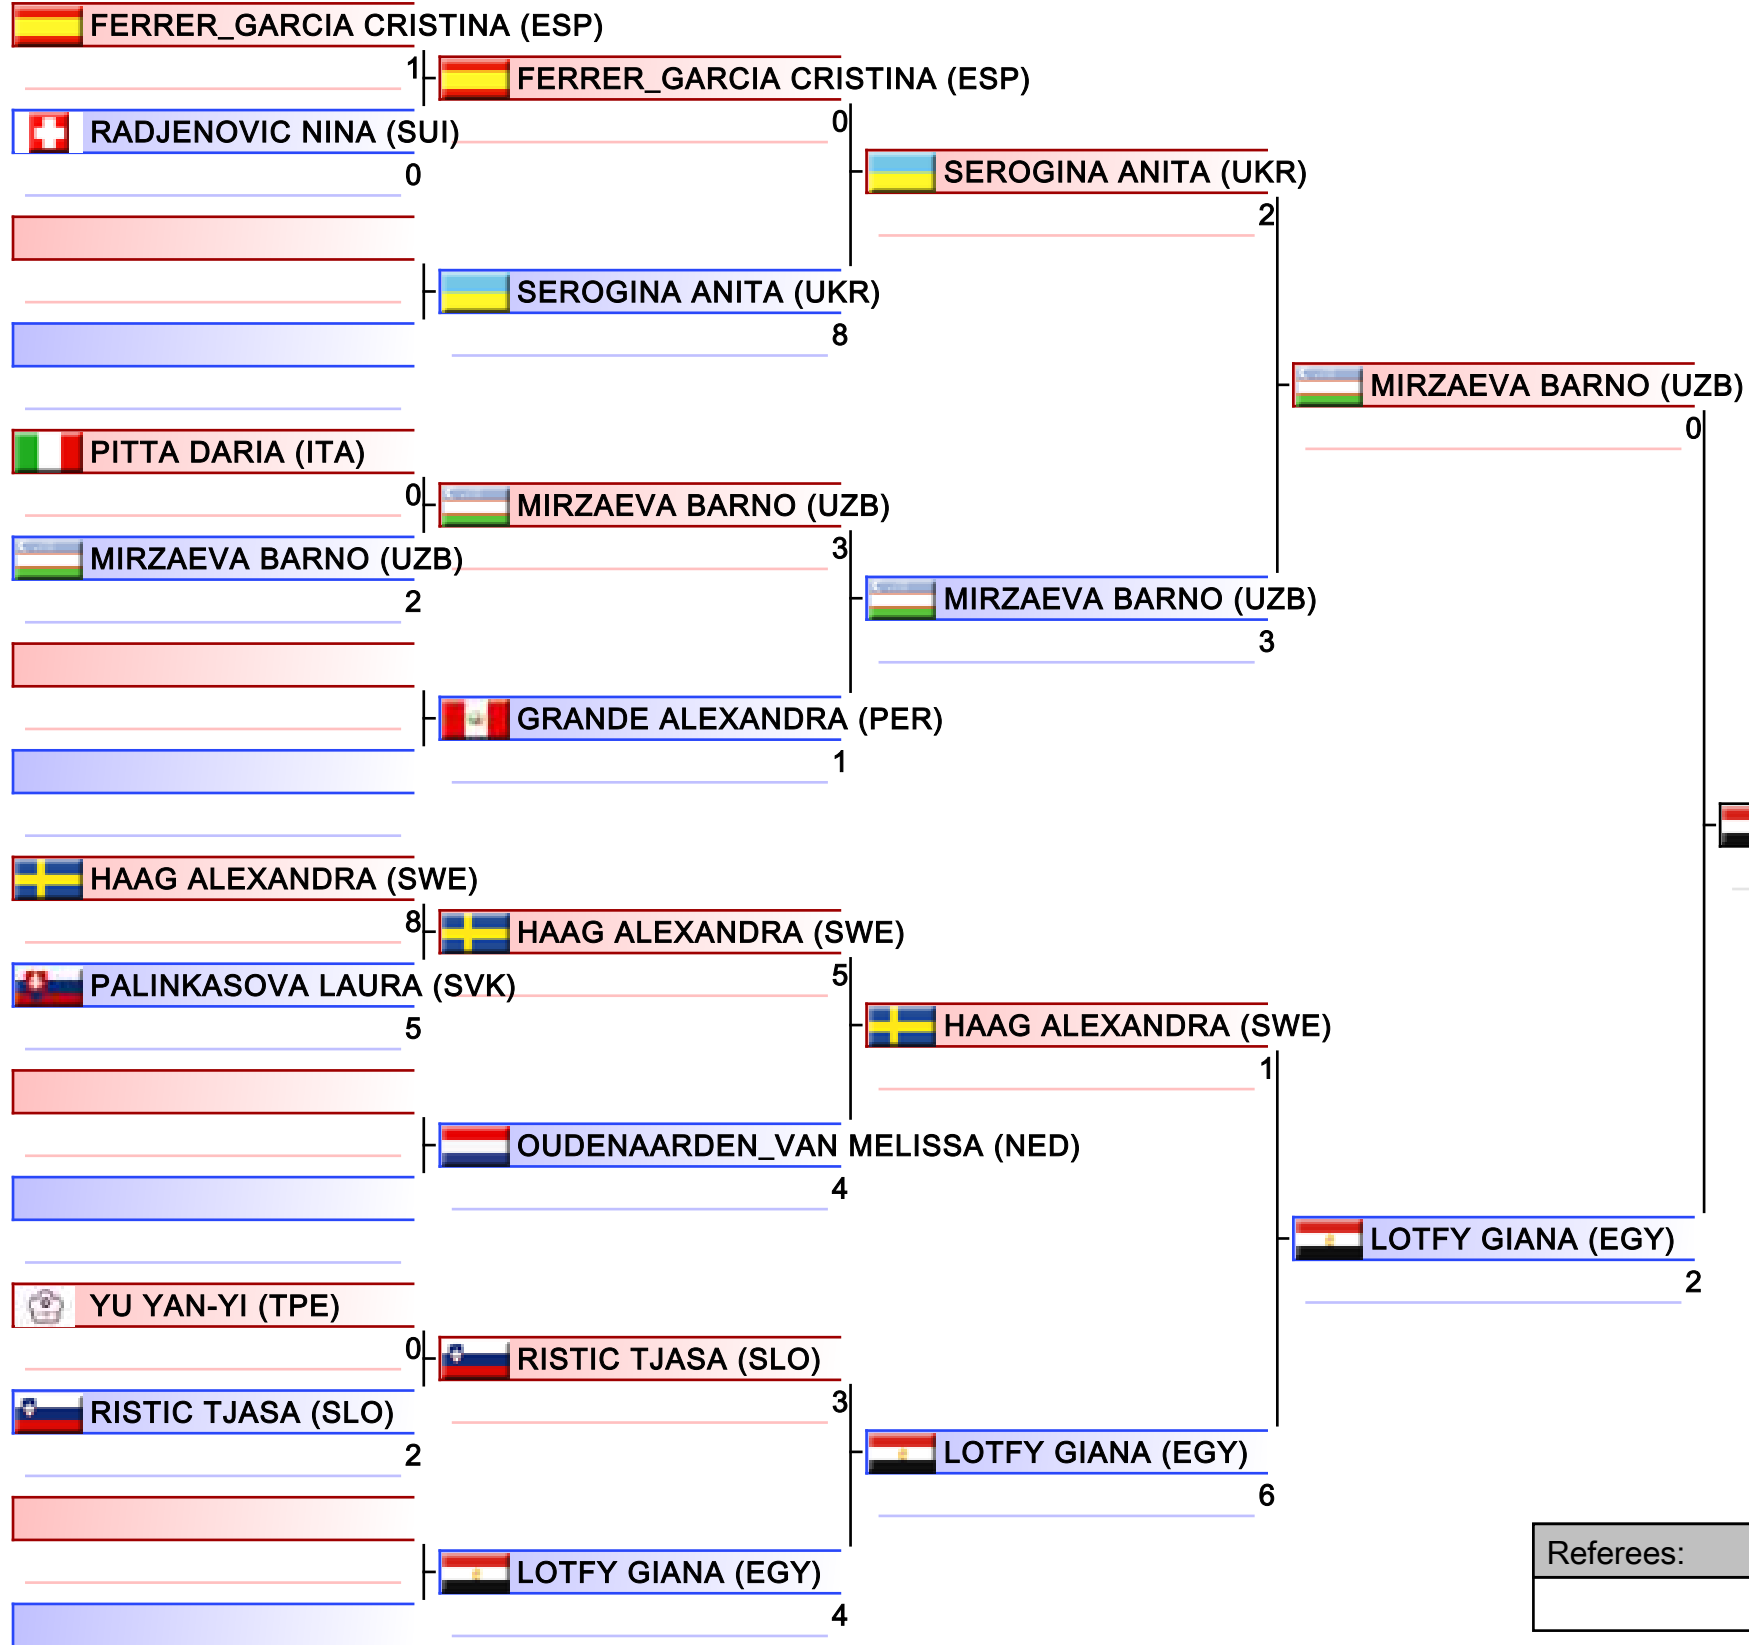 FERRER_GARCIA CRISTINA (ESP)
1
FERRER_GARCIA CRISTINA (ESP)
0
RADJENOVIC NINA (SUI)
0
SEROGINA ANITA (UKR)
2
SEROGINA ANITA (UKR)
8
MIRZAEVA BARNO (UZB)
0
PITTA DARIA (ITA)
0
MIRZAEVA BARNO (UZB)
3
MIRZAEVA BARNO (UZB)
2
MIRZAEVA BARNO (UZB)
3
GRANDE ALEXANDRA (PER)
1
HAAG ALEXANDRA (SWE)
8
HAAG ALEXANDRA (SWE)
5
PALINKASOVA LAURA (SVK)
5
HAAG ALEXANDRA (SWE)
1
OUDENAARDEN_VAN MELISSA (NED)
4
LOTFY GIANA (EGY)
2
YU YAN-YI (TPE)
0
RISTIC TJASA (SLO)
3
RISTIC TJASA (SLO)
2
LOTFY GIANA (EGY)
6
LOTFY GIANA (EGY)
4
Referees: